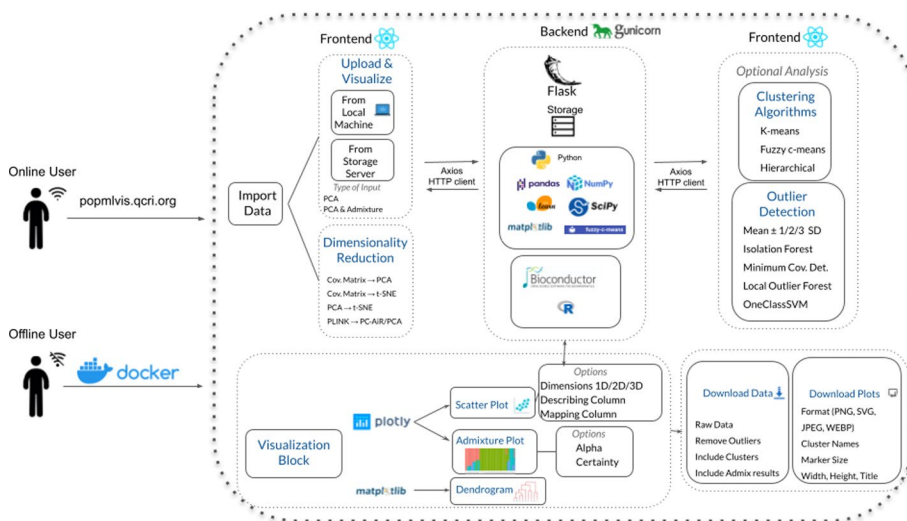 Frontend
Upload &
Visualize
From
Local
Machine
From
Storage
Server
Type of Input
PCA
PCA & Admixture
Dimensionality
Reduction
Cov. Matrix → PCA
Cov. Matrix → t-SNE
PCA → t-SNE
PLINK → PC-AiR/PCA
Online User
popmlvis.qcri.org
Import
Data
Offline User
docker
Axios
HTTP client
Backend gunicorn
Flask
Storage
Python
pandas NumPy
learn SciPy
matplotlib fuzzy-c-means
Bioconductor
R
Axios
HTTP client
Frontend
Optional Analysis
Clustering
Algorithms
K-means
Fuzzy c-means
Hierarchical
Outlier
Detection
Mean ± 1/2/3 SD
Isolation Forest
Minimum Cov. Det.
Local Outlier Forest
OneClassSVM
Visualization
Block
plotly
matplotlib
Scatter Plot
Admixture Plot
Dendrogram
Options
Dimensions 1D/2D/3D
Describing Column
Mapping Column
Options
Alpha
Certainty
Download Data
Raw Data
Remove Outliers
Include Clusters
Include Admix results
Download Plots
Format (PNG, SVG,
JPEG, WEBP)
Cluster Names
Marker Size
Width, Height, Title